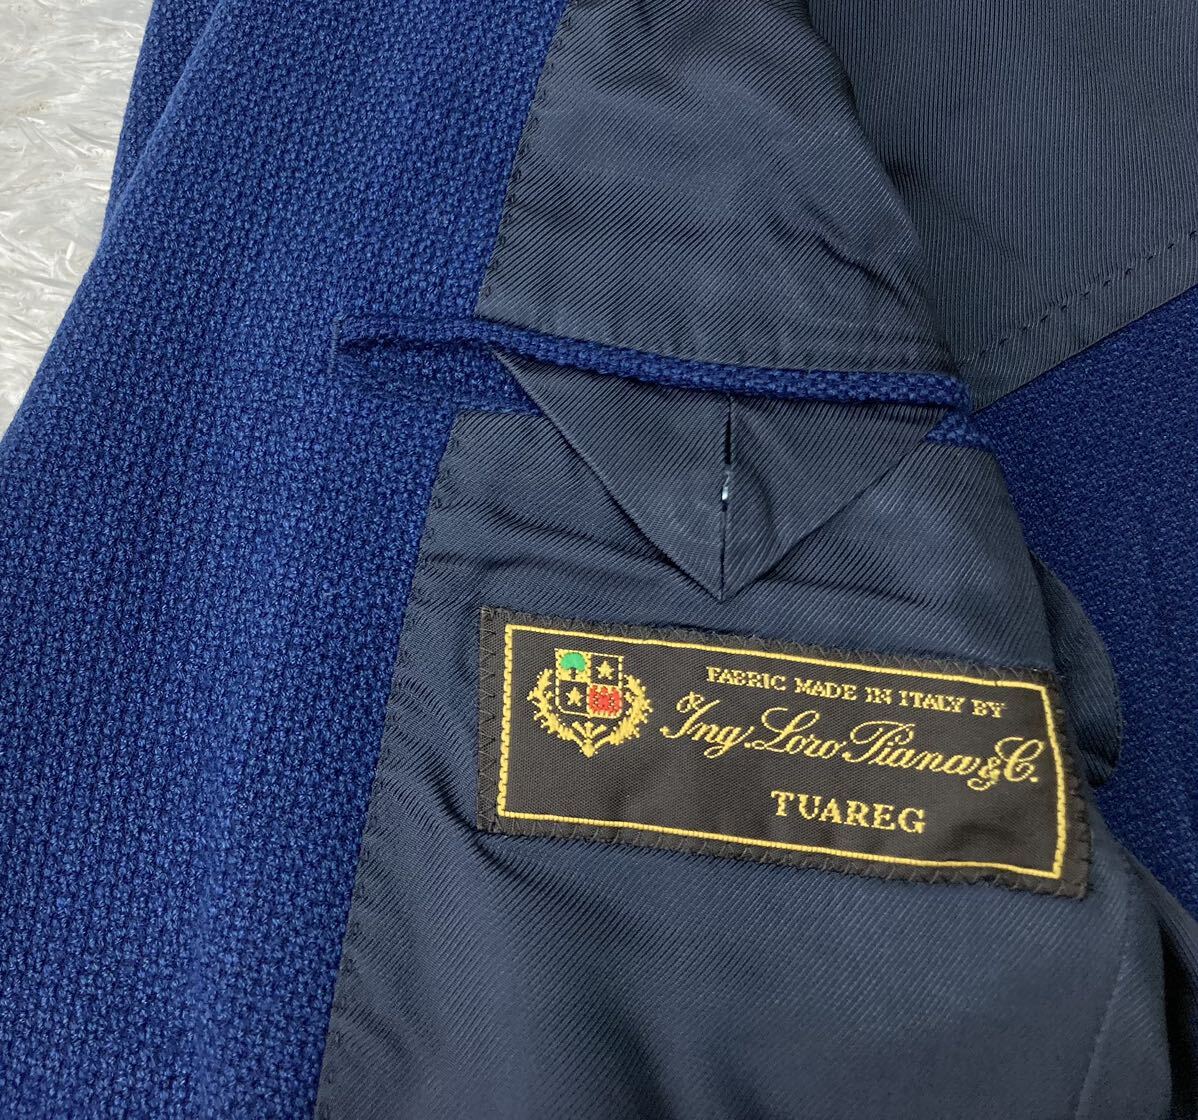 FABRIC MADE IN ITALY BY
Ing. Loro Piana & C.
TUAREG